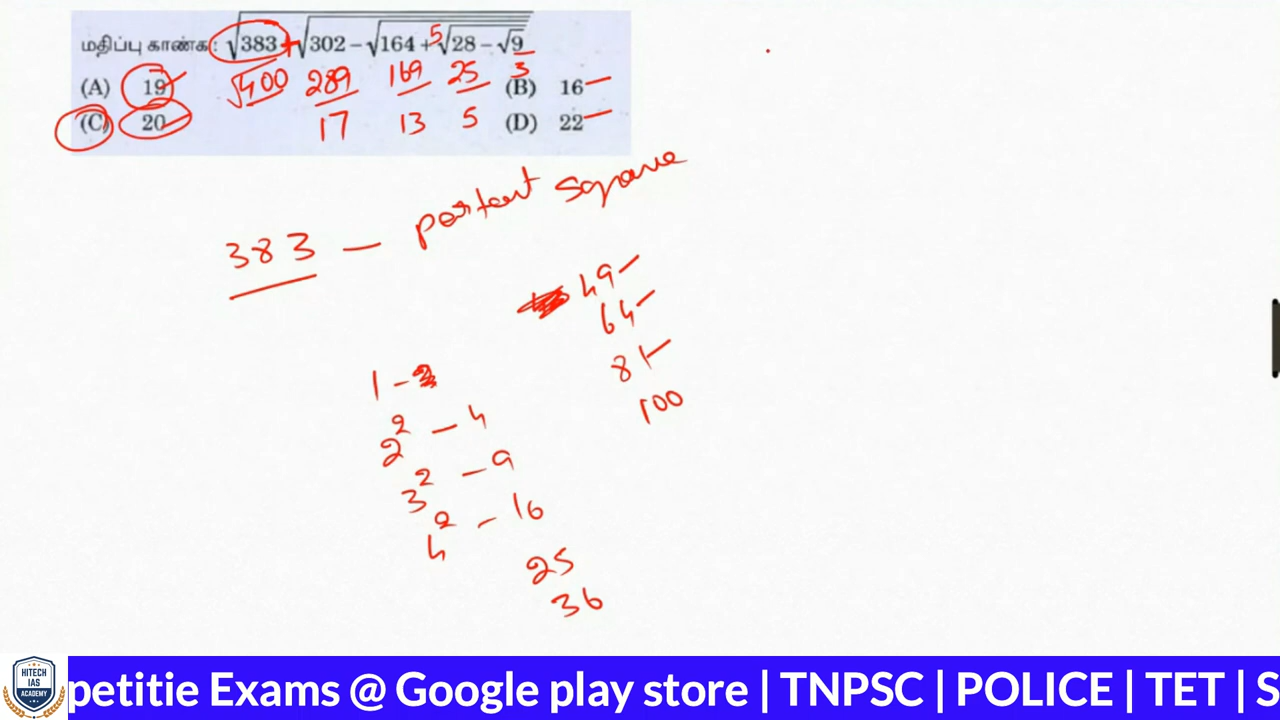 மதிப்பு காண்க : √383 + √302 − √164 + √28 − √9
5
(A) 19 √400 289 169 25 3 (B) 16
(C) 20 17 13 5 (D) 22
383 — square
49
64
81
100
1 -
2² - 4
3² - 9
4² - 16
25
36
HITECH
IAS
ACADEMY
petitie Exams @ Google play store | TNPSC | POLICE | TET | S